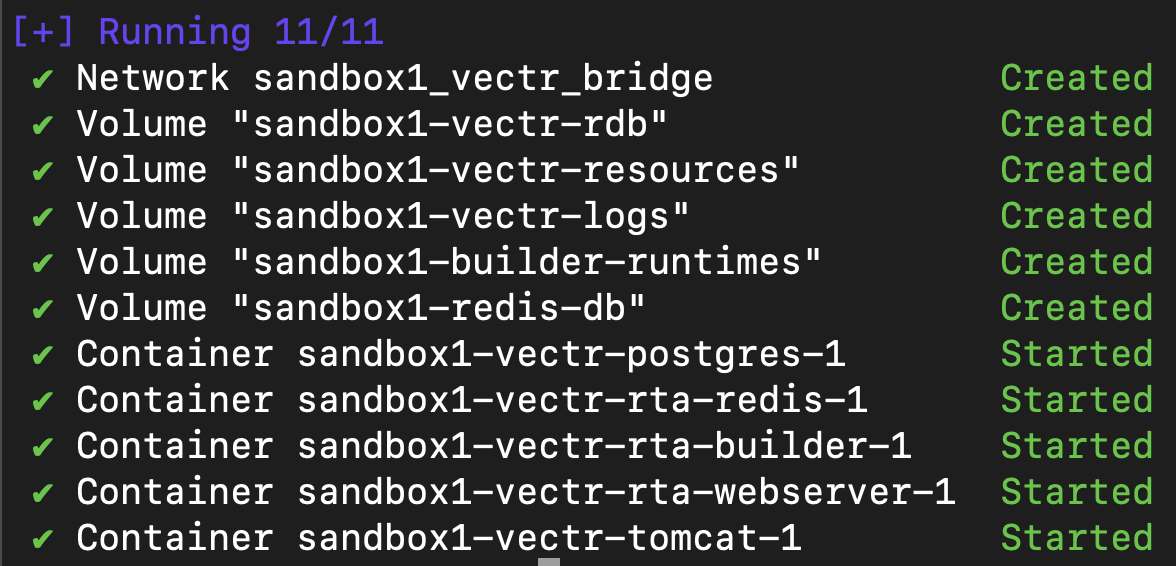 [+] Running 11/11
✔ Network sandbox1_vectr_bridge Created
✔ Volume "sandbox1-vectr-rdb" Created
✔ Volume "sandbox1-vectr-resources" Created
✔ Volume "sandbox1-vectr-logs" Created
✔ Volume "sandbox1-builder-runtimes" Created
✔ Volume "sandbox1-redis-db" Created
✔ Container sandbox1-vectr-postgres-1 Started
✔ Container sandbox1-vectr-rta-redis-1 Started
✔ Container sandbox1-vectr-rta-builder-1 Started
✔ Container sandbox1-vectr-rta-webserver-1 Started
✔ Container sandbox1-vectr-tomcat-1 Started